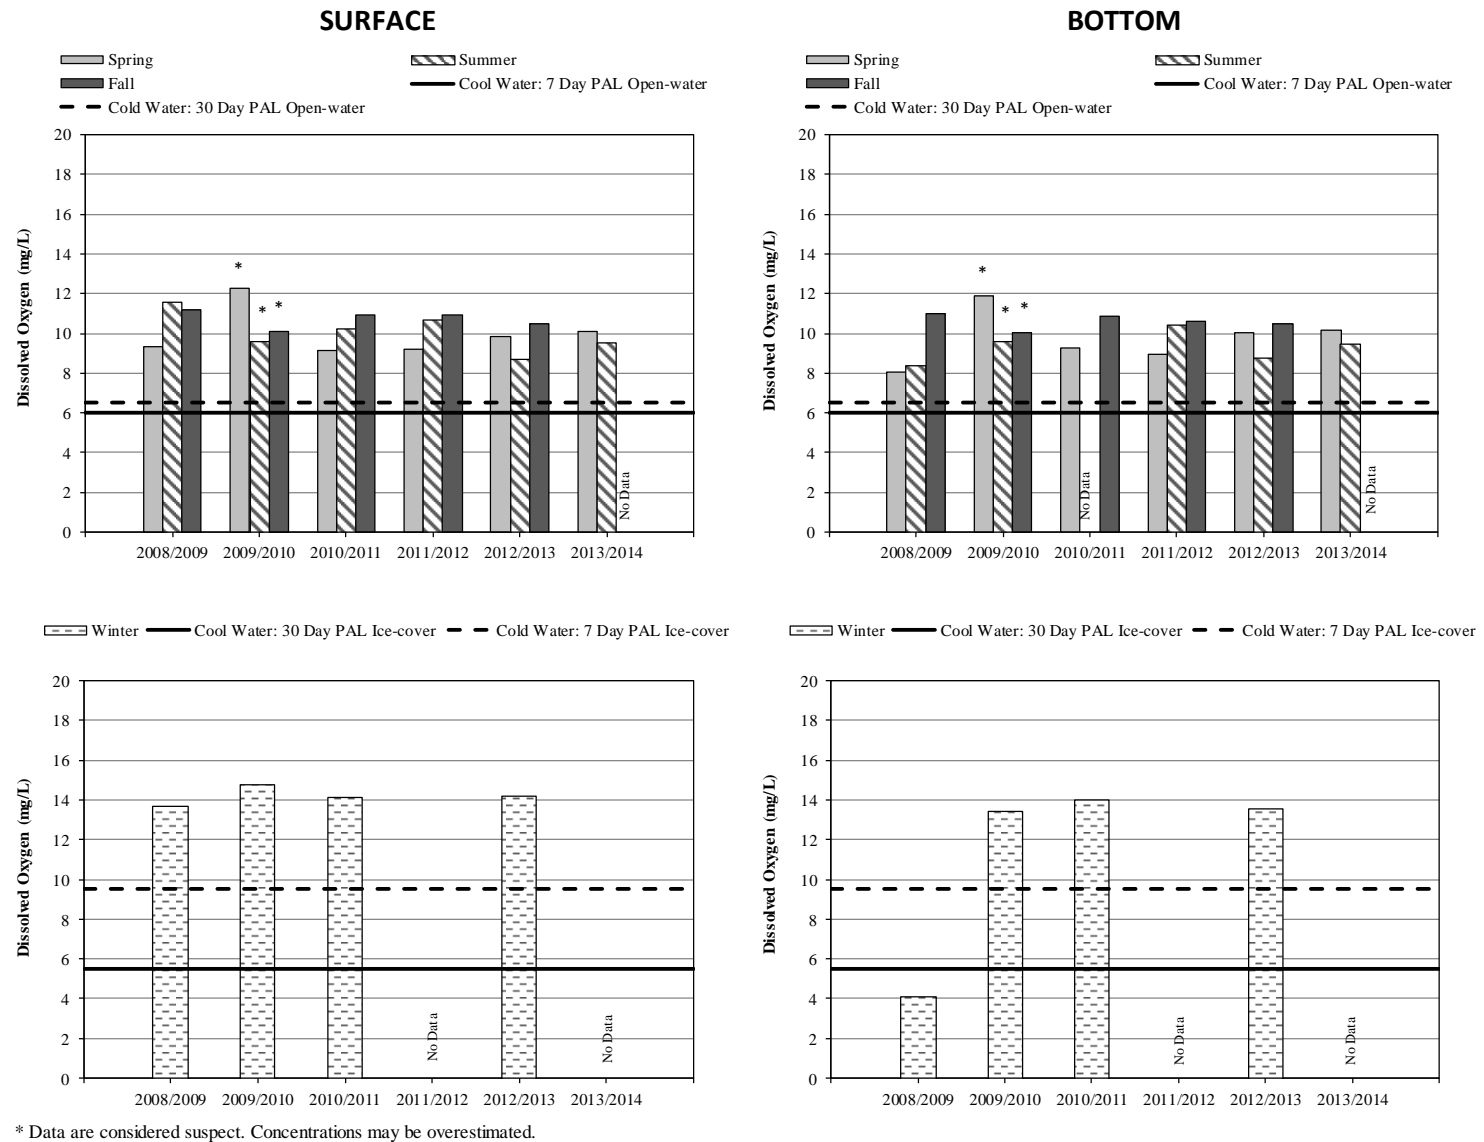 SURFACE
BOTTOM
Spring
Summer
Fall
Cool Water: 7 Day PAL Open-water
Cold Water: 30 Day PAL Open-water
Dissolved Oxygen (mg/L)
20
18
16
14
12
10
8
6
4
2
0
*
*
*
No Data
2008/2009 2009/2010 2010/2011 2011/2012 2012/2013 2013/2014
Spring
Summer
Fall
Cool Water: 7 Day PAL Open-water
Cold Water: 30 Day PAL Open-water
Dissolved Oxygen (mg/L)
20
18
16
14
12
10
8
6
4
2
0
*
*
*
No Data
No Data
2008/2009 2009/2010 2010/2011 2011/2012 2012/2013 2013/2014
Winter Cool Water: 30 Day PAL Ice-cover Cold Water: 7 Day PAL Ice-cover
Dissolved Oxygen (mg/L)
20
18
16
14
12
10
8
6
4
2
0
No Data
No Data
2008/2009 2009/2010 2010/2011 2011/2012 2012/2013 2013/2014
Winter Cool Water: 30 Day PAL Ice-cover Cold Water: 7 Day PAL Ice-cover
Dissolved Oxygen (mg/L)
20
18
16
14
12
10
8
6
4
2
0
No Data
No Data
2008/2009 2009/2010 2010/2011 2011/2012 2012/2013 2013/2014
* Data are considered suspect. Concentrations may be overestimated.